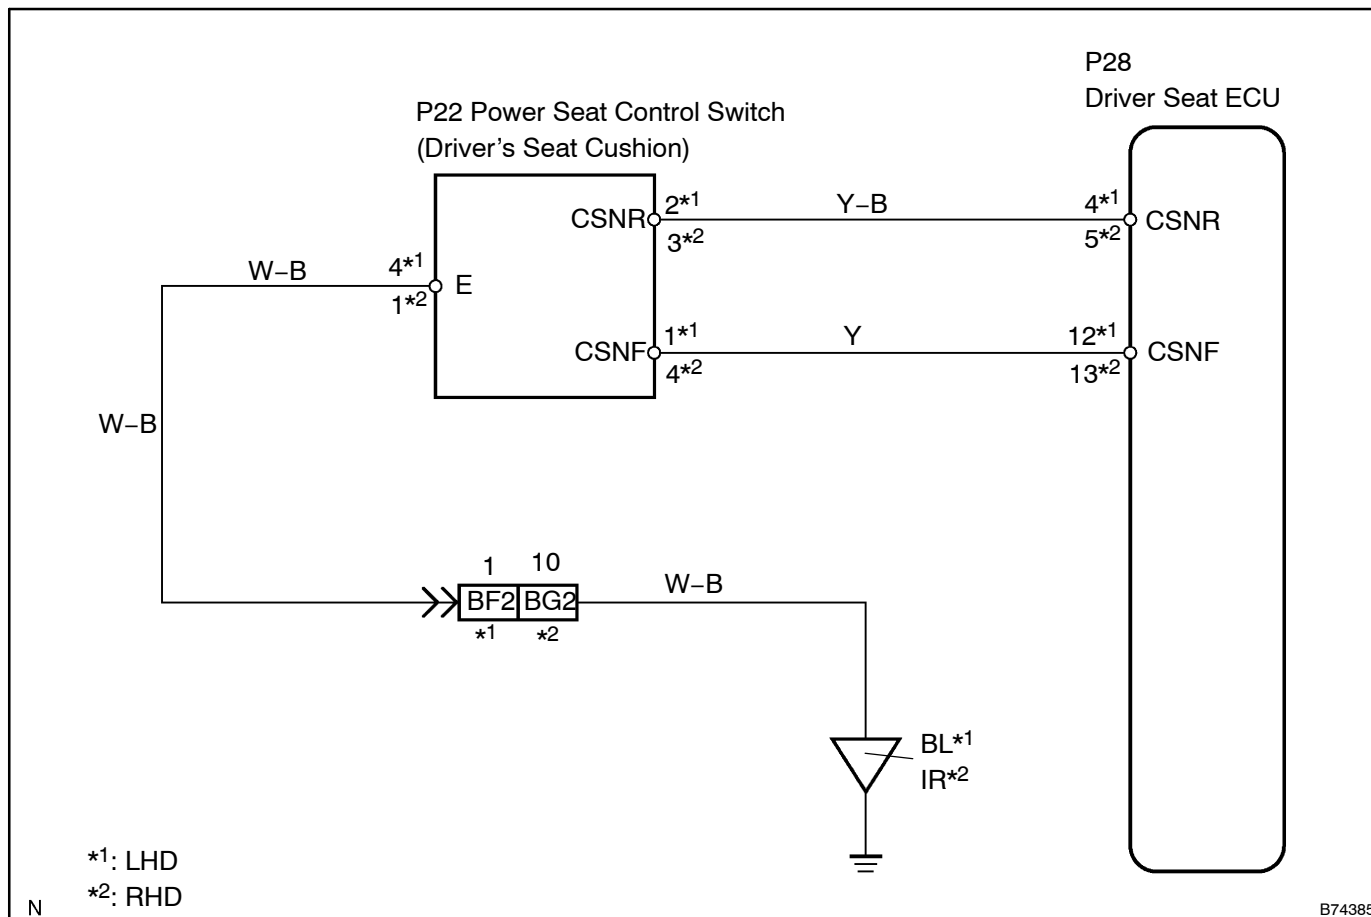 P28
Driver Seat ECU
P22 Power Seat Control Switch
(Driver's Seat Cushion)
CSNR
2*1
3*2
Y–B
4*1
5*2
CSNR
W–B
4*1
1*2
E
CSNF
1*1
4*2
Y
12*1
13*2
CSNF
W–B
1
10
BF2
BG2
*1
*2
W–B
BL*1
IR*2
*1: LHD
*2: RHD
N
B74385